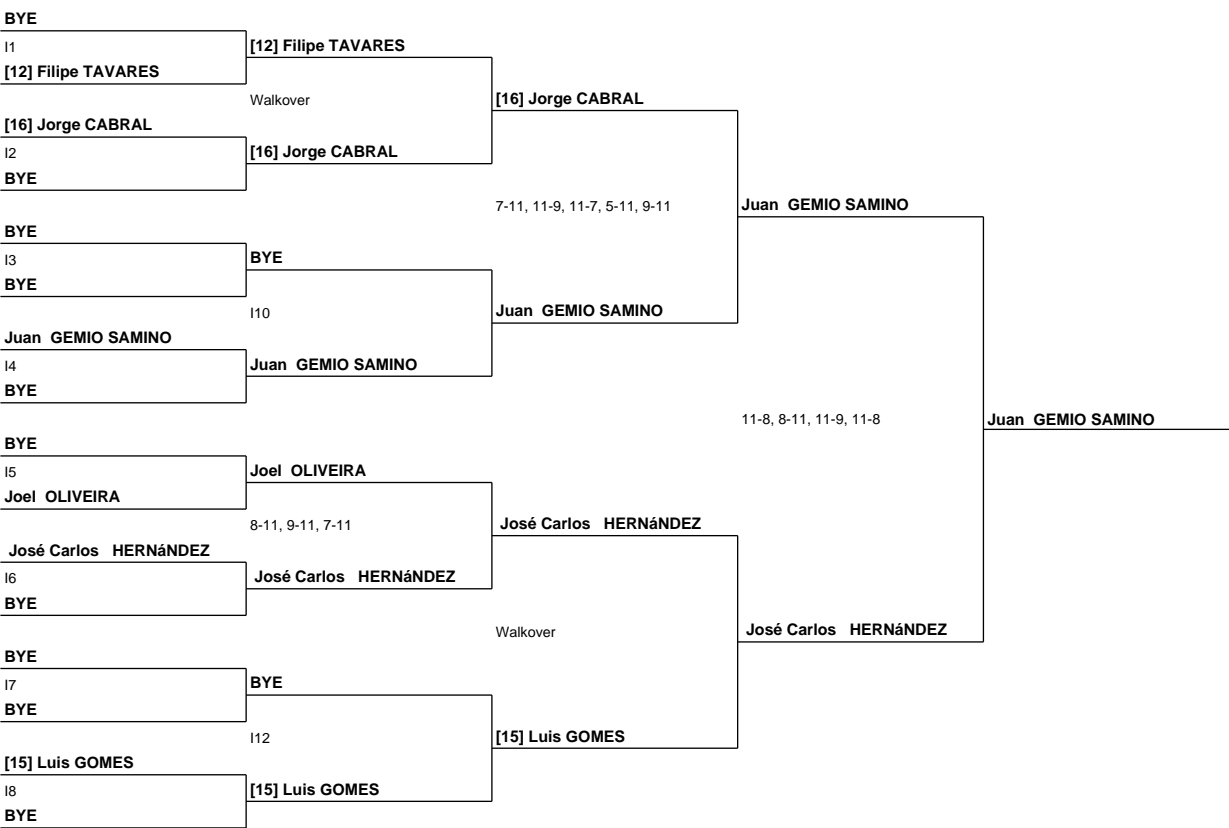 BYE
I1
[12] Filipe TAVARES
[12] Filipe TAVARES
Walkover
[16] Jorge CABRAL
[16] Jorge CABRAL
I2
[16] Jorge CABRAL
BYE
7-11, 11-9, 11-7, 5-11, 9-11
Juan GEMIO SAMINO
BYE
I3
BYE
BYE
I10
Juan GEMIO SAMINO
Juan GEMIO SAMINO
I4
Juan GEMIO SAMINO
BYE
11-8, 8-11, 11-9, 11-8
Juan GEMIO SAMINO
BYE
I5
Joel OLIVEIRA
Joel OLIVEIRA
8-11, 9-11, 7-11
José Carlos HERNáNDEZ
José Carlos HERNáNDEZ
I6
José Carlos HERNáNDEZ
BYE
Walkover
José Carlos HERNáNDEZ
BYE
I7
BYE
BYE
I12
[15] Luis GOMES
[15] Luis GOMES
I8
[15] Luis GOMES
BYE